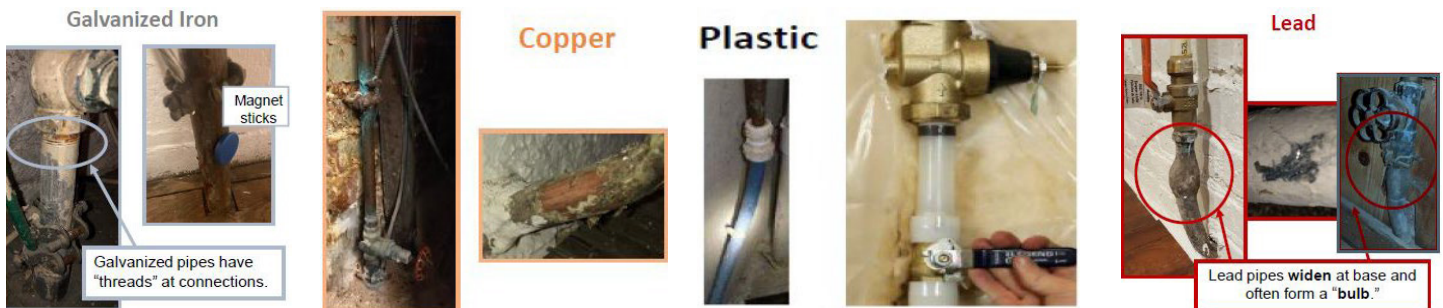 Galvanized Iron
Magnet
sticks
Galvanized pipes have
"threads" at connections.
Copper
Plastic
Lead
Lead pipes widen at base and
often form a "bulb."